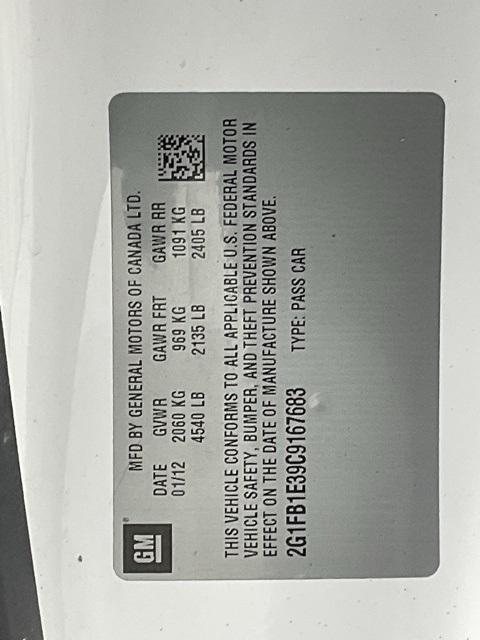 GM®
MFD BY GENERAL MOTORS OF CANADA LTD.
DATE GVWR GAWR FRT GAWR RR
01/12 2060 KG 969 KG 1091 KG
4540 LB 2135 LB 2405 LB
THIS VEHICLE CONFORMS TO ALL APPLICABLE U.S. FEDERAL MOTOR
VEHICLE SAFETY, BUMPER, AND THEFT PREVENTION STANDARDS IN
EFFECT ON THE DATE OF MANUFACTURE SHOWN ABOVE.
2G1FB1E39C9167683 TYPE: PASS CAR